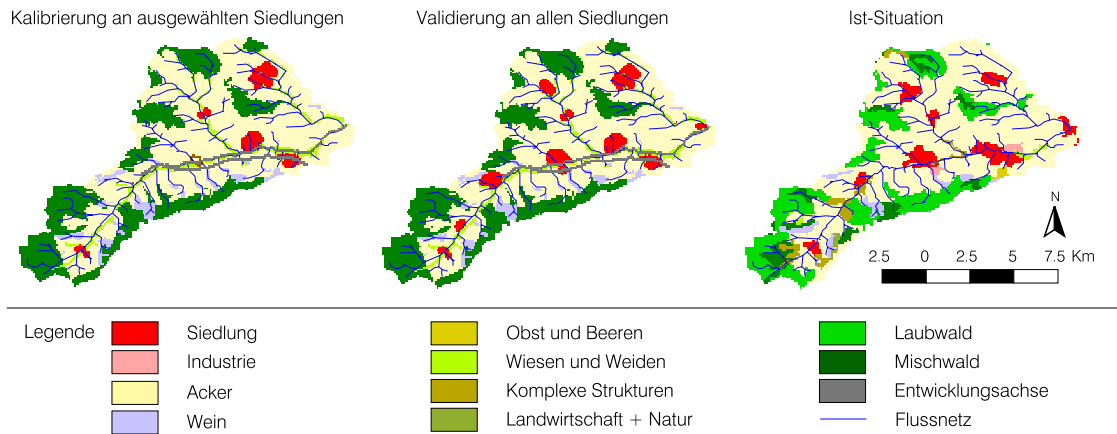 Kalibrierung an ausgewählten Siedlungen
Validierung an allen Siedlungen
Ist-Situation
N
2.5 0 2.5 5 7.5 Km
Legende
Siedlung
Industrie
Acker
Wein
Obst und Beeren
Wiesen und Weiden
Komplexe Strukturen
Landwirtschaft + Natur
Laubwald
Mischwald
Entwicklungsachse
Flussnetz